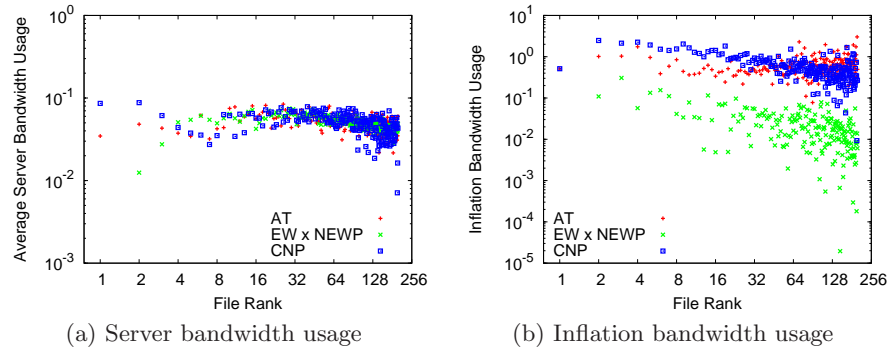 10^0
10^-1
10^-2
10^-3
Average Server Bandwidth Usage
AT
EW x NEWP
CNP
1 2 4 8 16 32 64 128 256
File Rank
(a) Server bandwidth usage
10^1
10^0
10^-1
10^-2
10^-3
10^-4
10^-5
Inflation Bandwidth Usage
AT
EW x NEWP
CNP
1 2 4 8 16 32 64 128 256
File Rank
(b) Inflation bandwidth usage